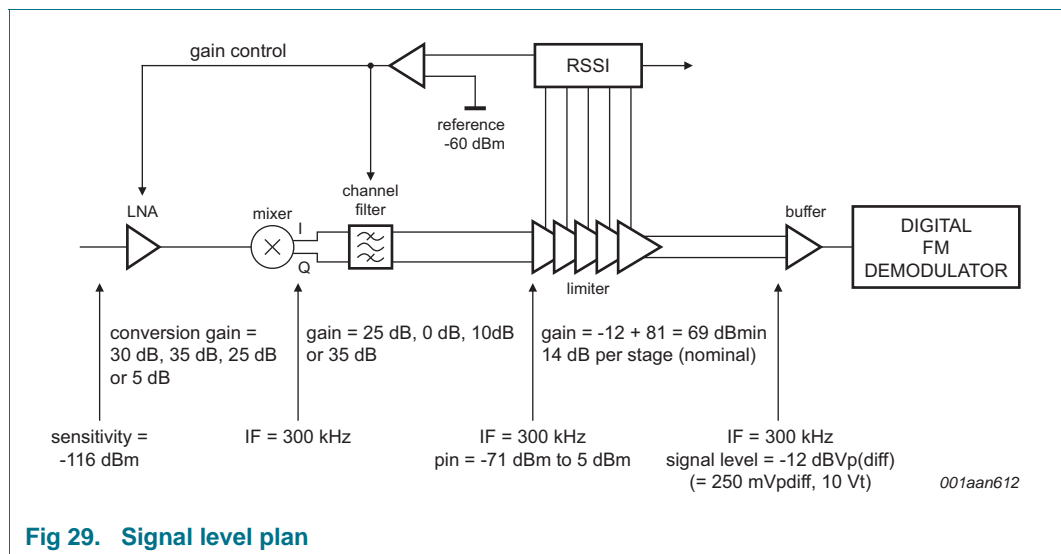 gain control
RSSI
reference
-60 dBm
LNA
mixer
I
Q
channel
filter
limiter
buffer
DIGITAL
FM
DEMODULATOR
conversion gain =
30 dB, 35 dB, 25 dB
or 5 dB
gain = 25 dB, 0 dB, 10dB
or 35 dB
gain = -12 + 81 = 69 dBmin
14 dB per stage (nominal)
sensitivity =
-116 dBm
IF = 300 kHz
IF = 300 kHz
pin = -71 dBm to 5 dBm
IF = 300 kHz
signal level = -12 dBVp(diff)
(= 250 mVpdiff, 10 Vt)
001aan612
Fig 29. Signal level plan